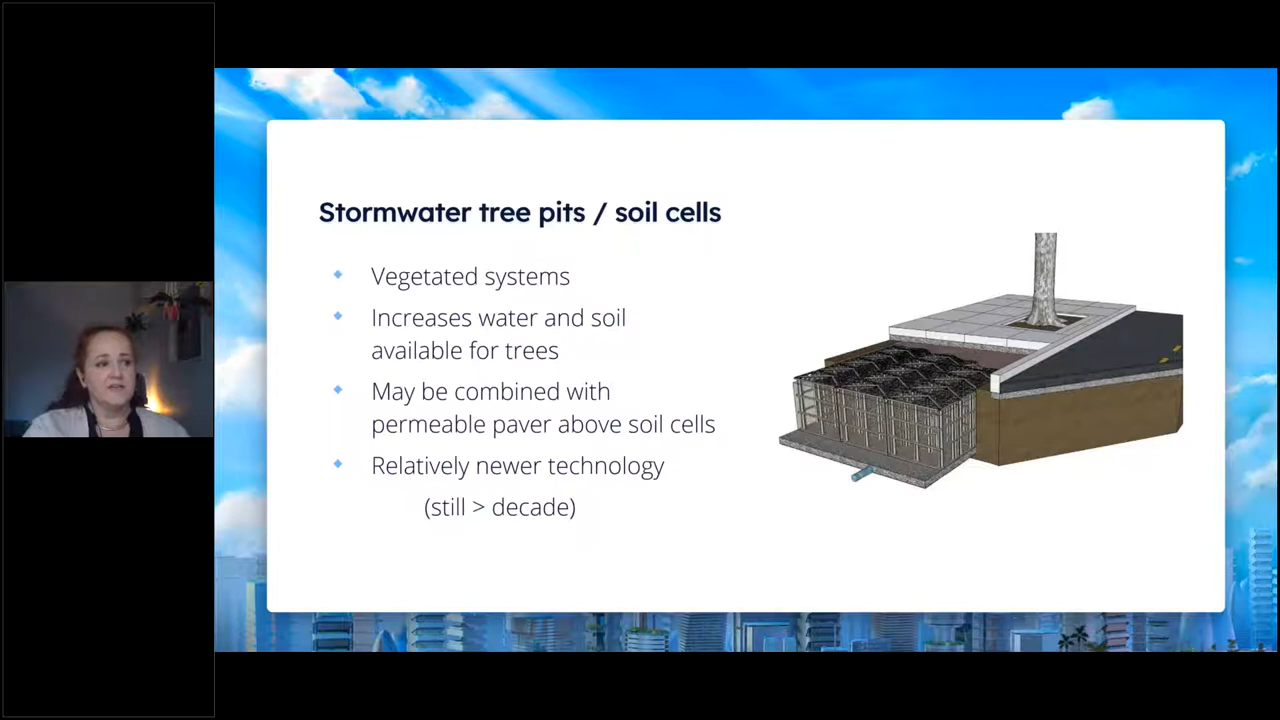 Stormwater tree pits / soil cells
Vegetated systems
Increases water and soil
available for trees
May be combined with
permeable paver above soil cells
Relatively newer technology
(still > decade)